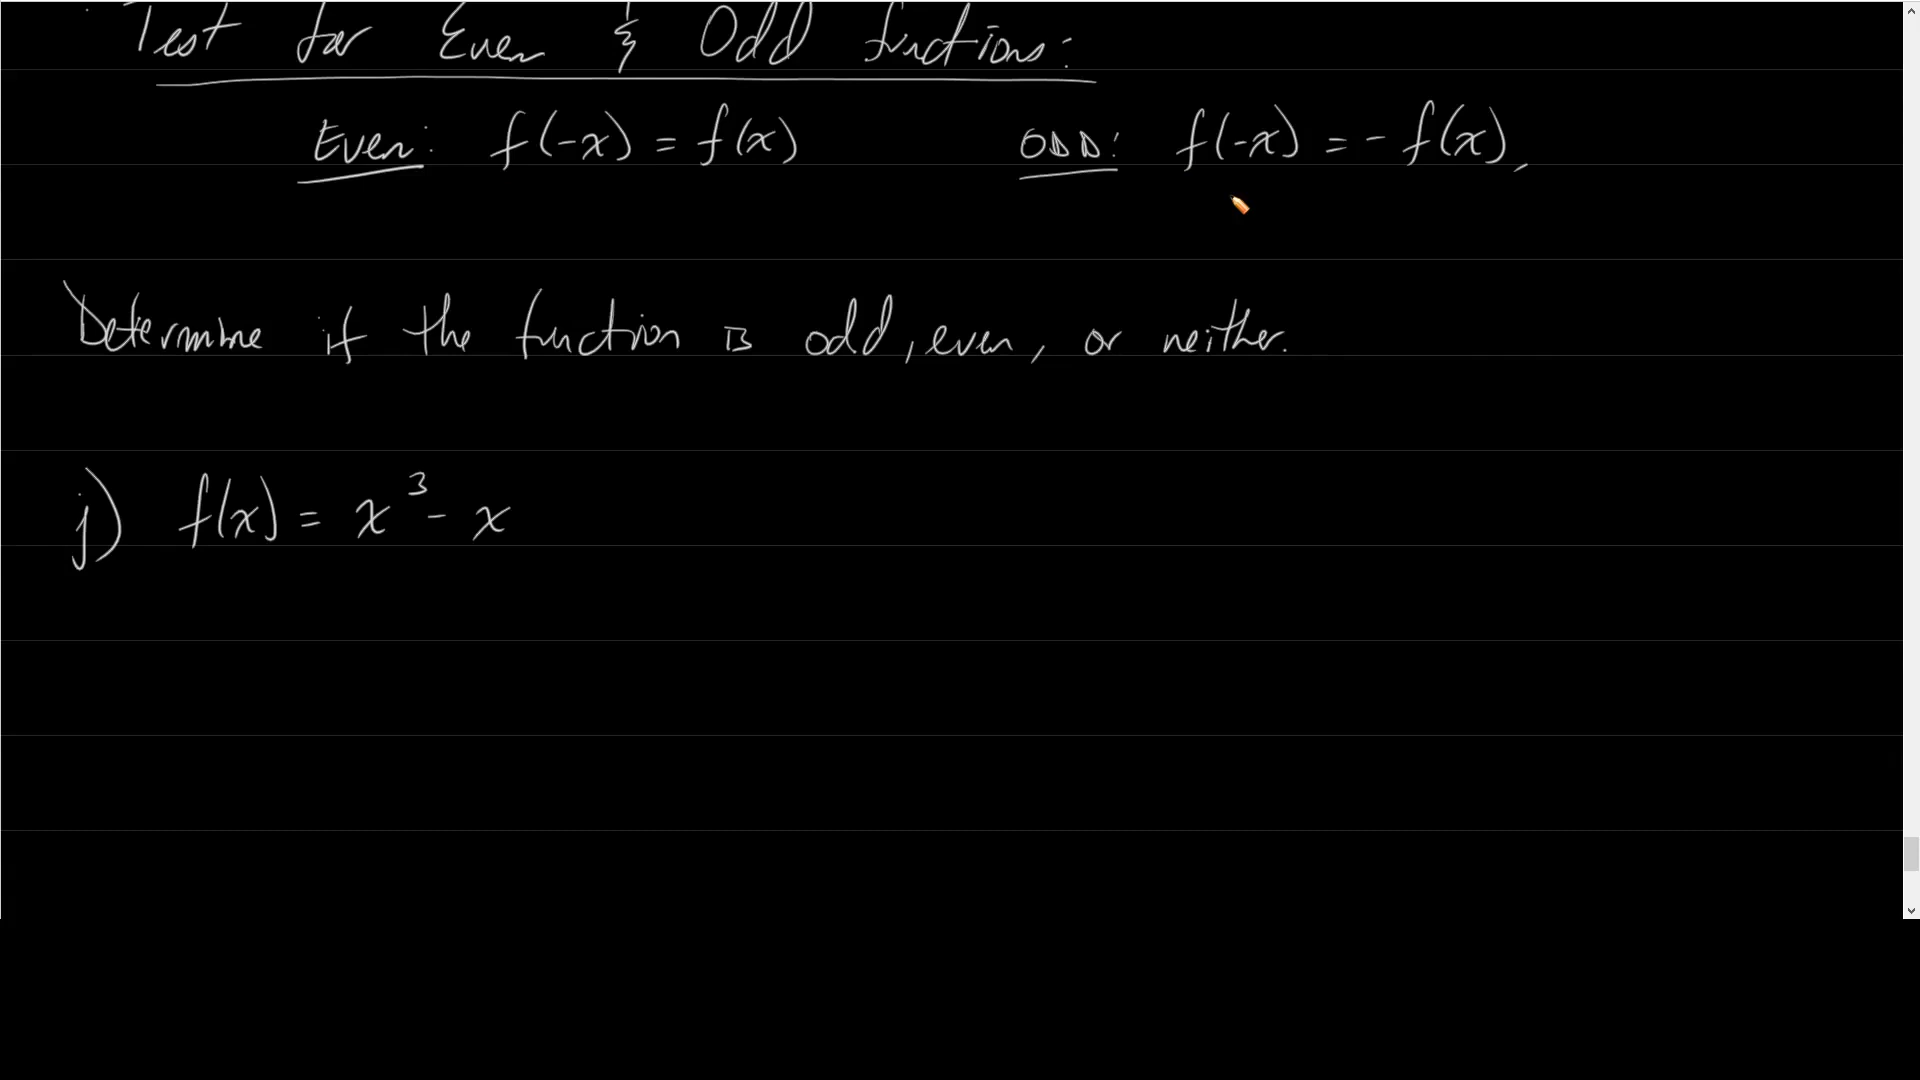 Test for Even & Odd functions:
Even: f(-x) = f(x) ODD: f(-x) = - f(x),
Determine if the function is odd, even, or neither.
j) f(x) = x³ - x